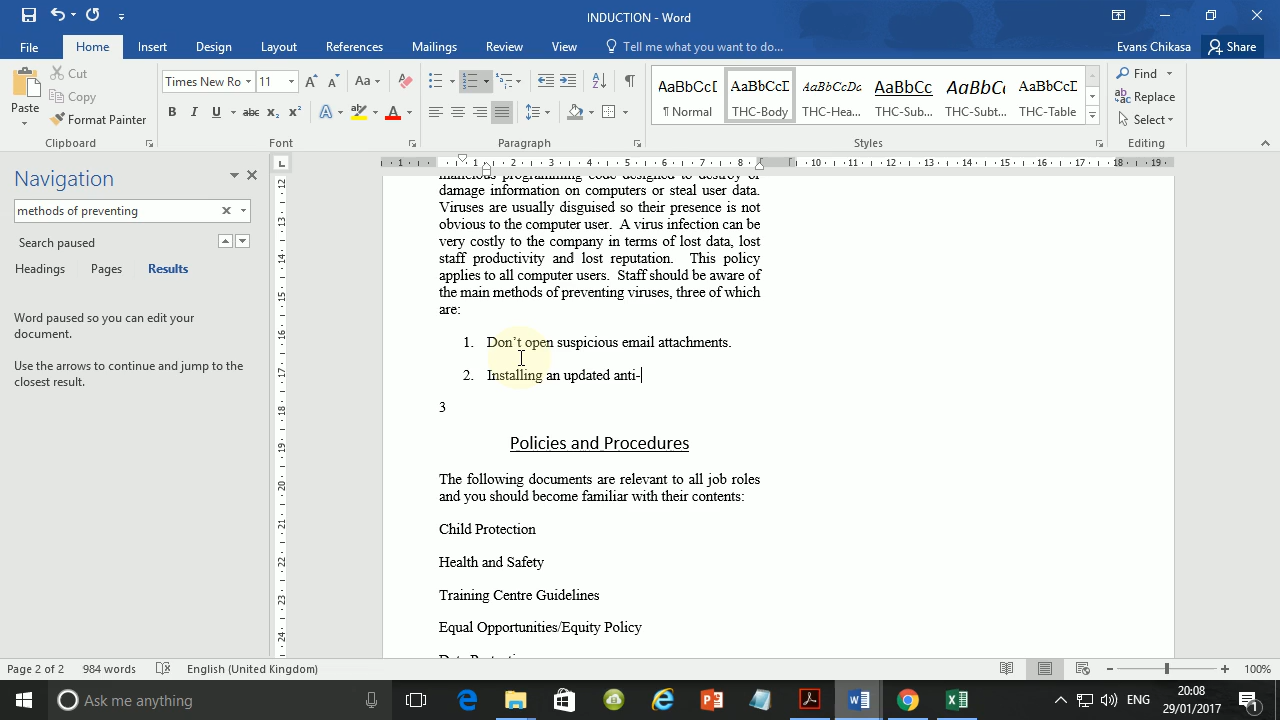 INDUCTION - Word
File Home Insert Design Layout References Mailings Review View Tell me what you want to do... Evans Chikasa Share
Paste
Cut
Copy
Format Painter
Clipboard
Times New Ro 11
Font
Paragraph
AaBbCcI
¶ Normal
AaBbCcI
THC-Body
AaBbCcDc
THC-Hea...
AaBbCc
THC-Sub...
AaBbCc
THC-Subt...
AaBbCcI
THC-Table
Styles
Find
Replace
Select
Editing
Navigation
methods of preventing
Search paused
Headings Pages Results
Word paused so you can edit your
document.
Use the arrows to continue and jump to the
closest result.
malicious programming code designed to destroy or
damage information on computers or steal user data.
Viruses are usually disguised so their presence is not
obvious to the computer user. A virus infection can be
very costly to the company in terms of lost data, lost
staff productivity and lost reputation. This policy
applies to all computer users. Staff should be aware of
the main methods of preventing viruses, three of which
are:
1. Don’t open suspicious email attachments.
2. Installing an updated anti-
3
Policies and Procedures
The following documents are relevant to all job roles
and you should become familiar with their contents:
Child Protection
Health and Safety
Training Centre Guidelines
Equal Opportunities/Equity Policy
Page 2 of 2 984 words English (United Kingdom) 100%
Ask me anything
ENG
20:08
29/01/2017